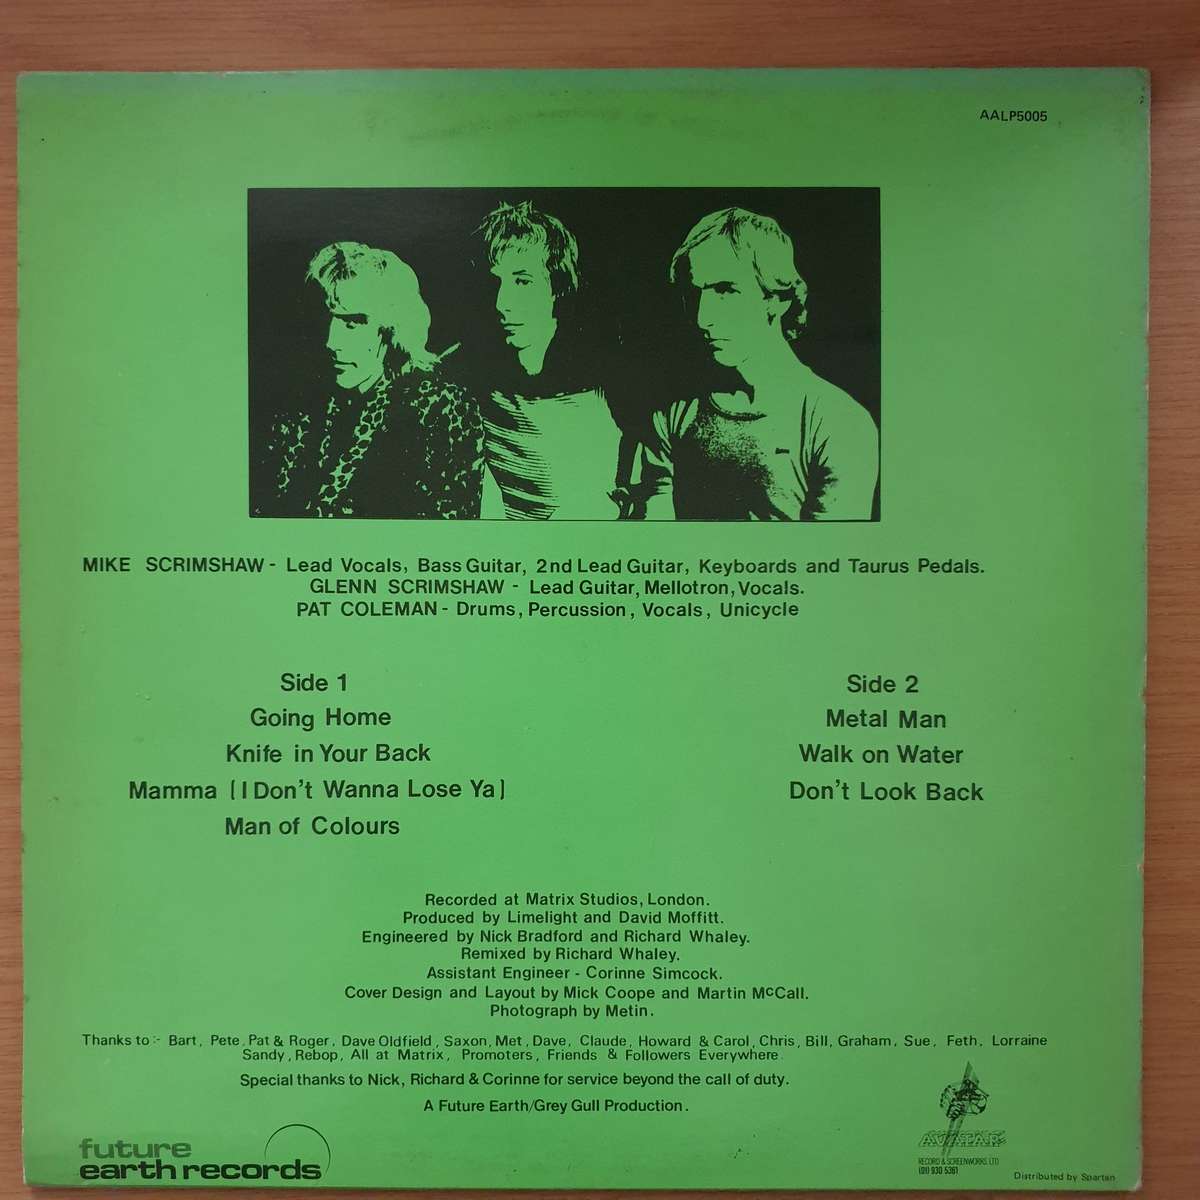 AALP5005
MIKE SCRIMSHAW - Lead Vocals, Bass Guitar, 2nd Lead Guitar, Keyboards and Taurus Pedals.
GLENN SCRIMSHAW - Lead Guitar, Mellotron, Vocals.
PAT COLEMAN - Drums, Percussion, Vocals, Unicycle
Side 1
Going Home
Knife in Your Back
Mamma (I Don't Wanna Lose Ya)
Man of Colours
Side 2
Metal Man
Walk on Water
Don't Look Back
Recorded at Matrix Studios, London.
Produced by Limelight and David Moffitt.
Engineered by Nick Bradford and Richard Whaley.
Remixed by Richard Whaley.
Assistant Engineer - Corinne Simcock.
Cover Design and Layout by Mick Coope and Martin McCall.
Photograph by Metin.
Thanks to :- Bart, Pete, Pat & Roger, Dave Oldfield, Saxon, Met, Dave, Claude, Howard & Carol, Chris, Bill, Graham, Sue, Feth, Lorraine
Sandy, Rebop, All at Matrix, Promoters, Friends & Followers Everywhere.
Special thanks to Nick, Richard & Corinne for service beyond the call of duty.
A Future Earth/Grey Gull Production.
future
earth records
AVATAR
RECORD & SCREENWORKS LTD
(01) 930 5361
Distributed by Spartan